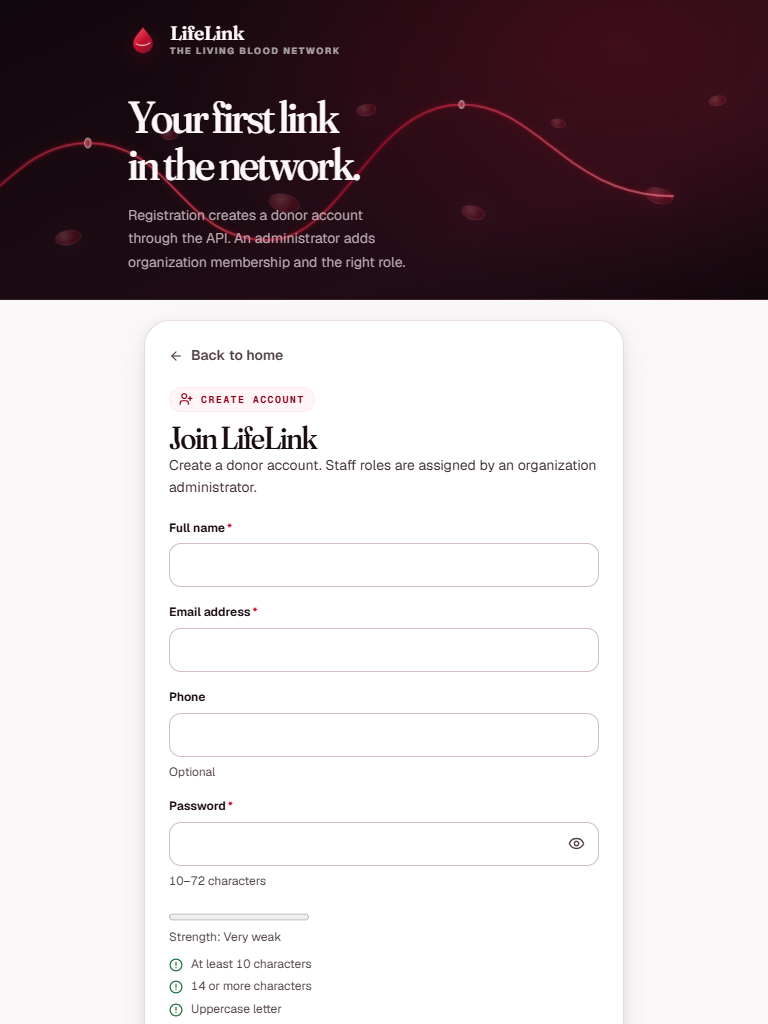 LifeLink
THE LIVING BLOOD NETWORK
Your first link
in the network.
Registration creates a donor account
through the API. An administrator adds
organization membership and the right role.
Back to home
CREATE ACCOUNT
Join LifeLink
Create a donor account. Staff roles are assigned by an organization
administrator.
Full name*
Email address*
Phone
Optional
Password*
10–72 characters
Strength: Very weak
At least 10 characters
14 or more characters
Uppercase letter